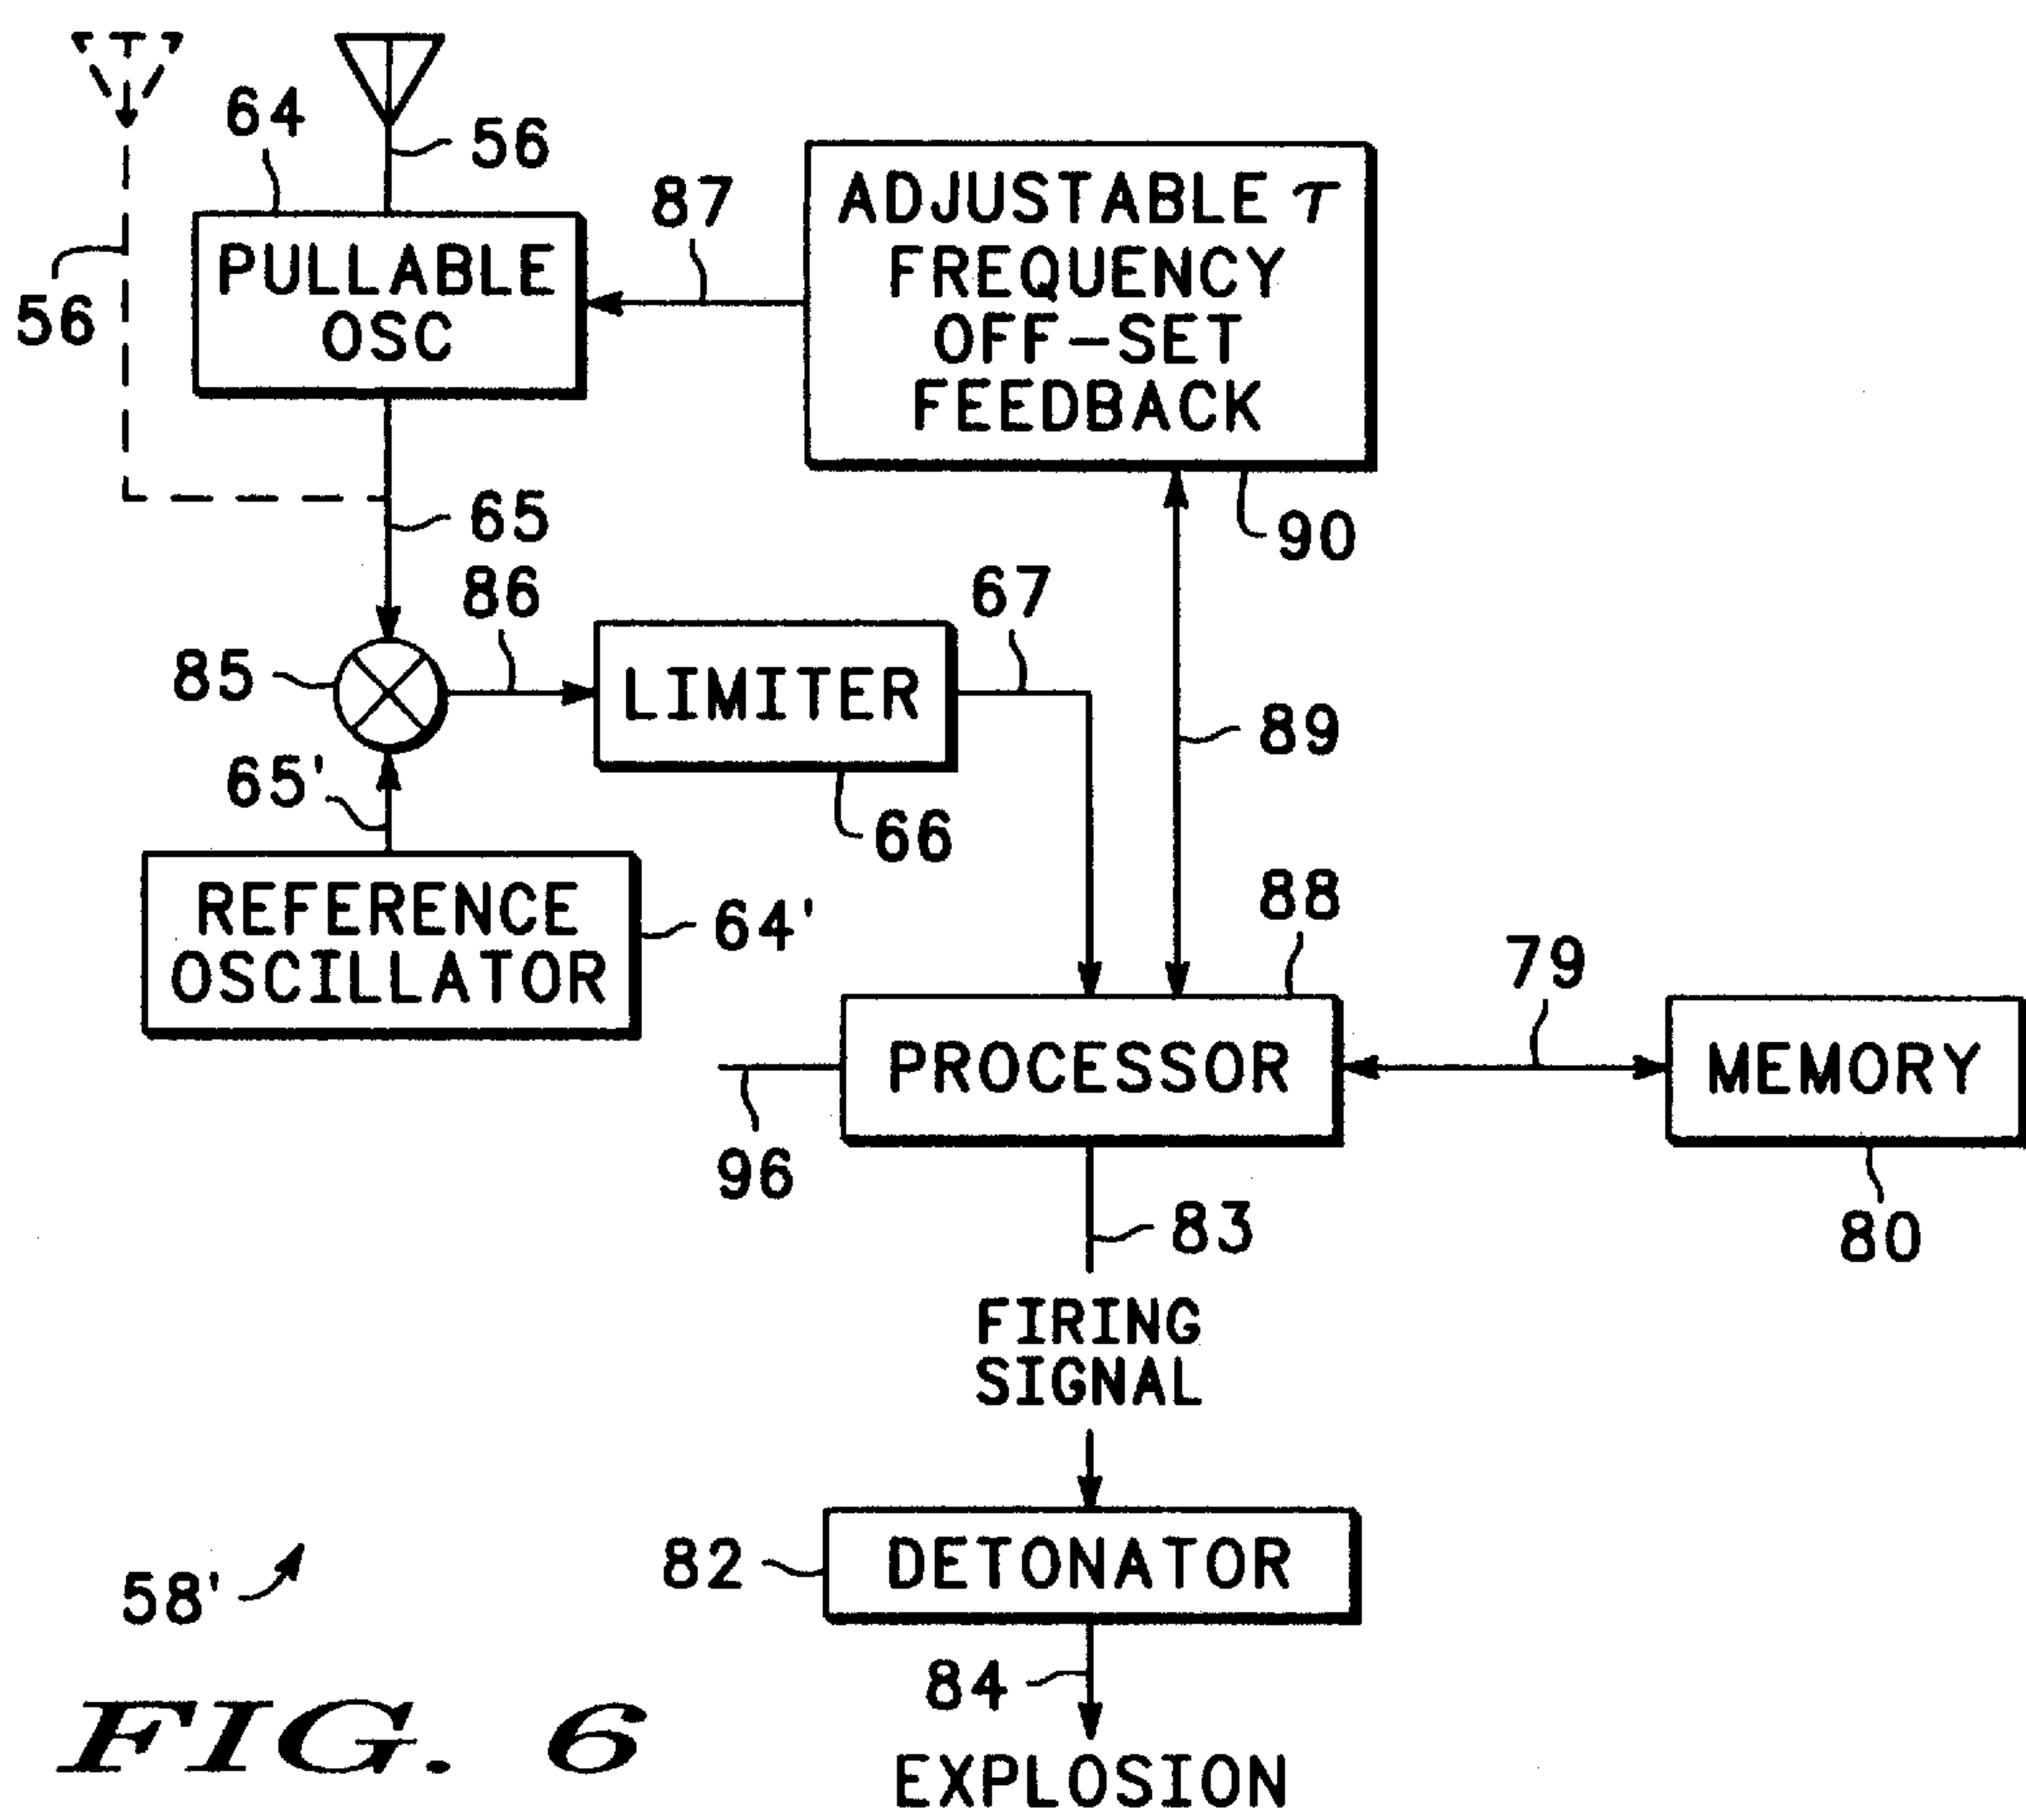 64
56
87
ADJUSTABLE τ
FREQUENCY
OFF-SET
FEEDBACK
PULLABLE
OSC
56
65
90
86
67
85
LIMITER
89
65'
66
REFERENCE
OSCILLATOR
64'
88
79
PROCESSOR
MEMORY
96
83
80
FIRING
SIGNAL
82
DETONATOR
58'
84
FIG. 6
EXPLOSION